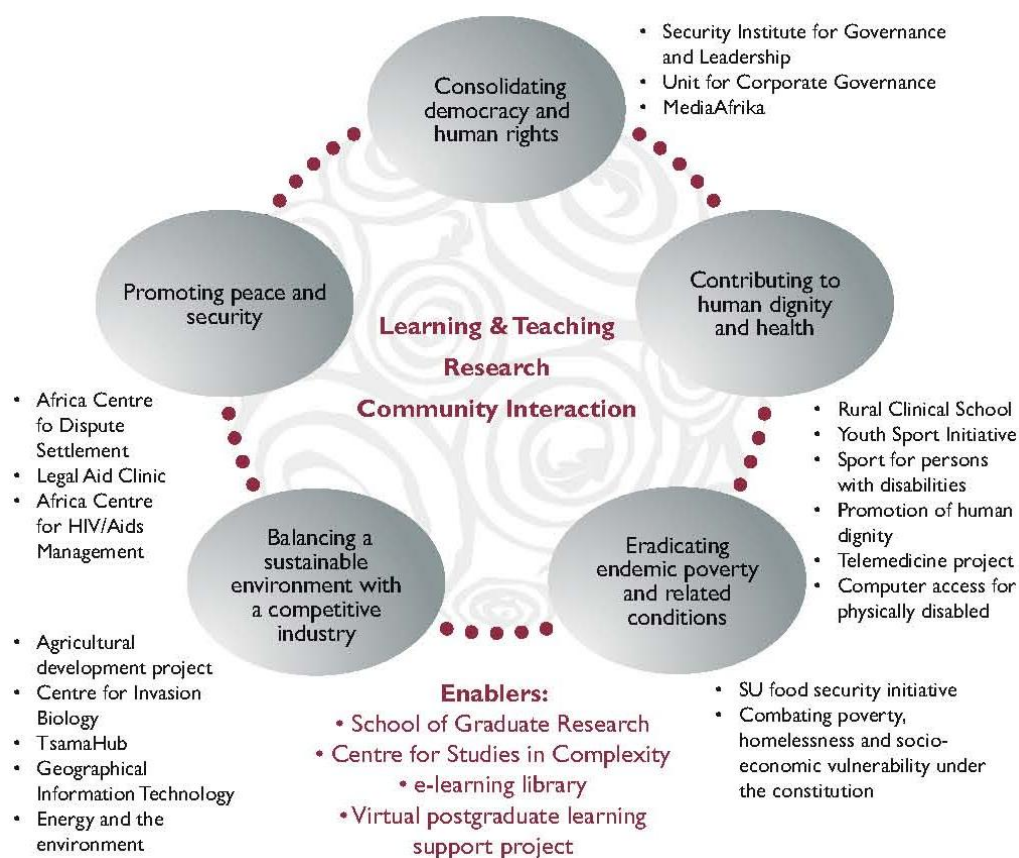 Consolidating
democracy and
human rights
• Security Institute for Governance
and Leadership
• Unit for Corporate Governance
• MediaAfrika
Promoting peace and
security
Contributing to
human dignity
and health
Learning & Teaching
Research
Community Interaction
• Africa Centre
fo Dispute
Settlement
• Legal Aid Clinic
• Africa Centre
for HIV/Aids
Management
• Rural Clinical School
• Youth Sport Initiative
• Sport for persons
with disabilities
• Promotion of human
dignity
• Telemedicine project
• Computer access for
physically disabled
Balancing a
sustainable
environment with
a competitive
industry
Eradicating
endemic poverty
and related
conditions
• Agricultural
development project
• Centre for Invasion
Biology
• TsamaHub
• Geographical
Information Technology
• Energy and the
environment
Enablers:
• School of Graduate Research
• Centre for Studies in Complexity
• e-learning library
• Virtual postgraduate learning
support project
• SU food security initiative
• Combating poverty,
homelessness and socio-
economic vulnerability under
the constitution